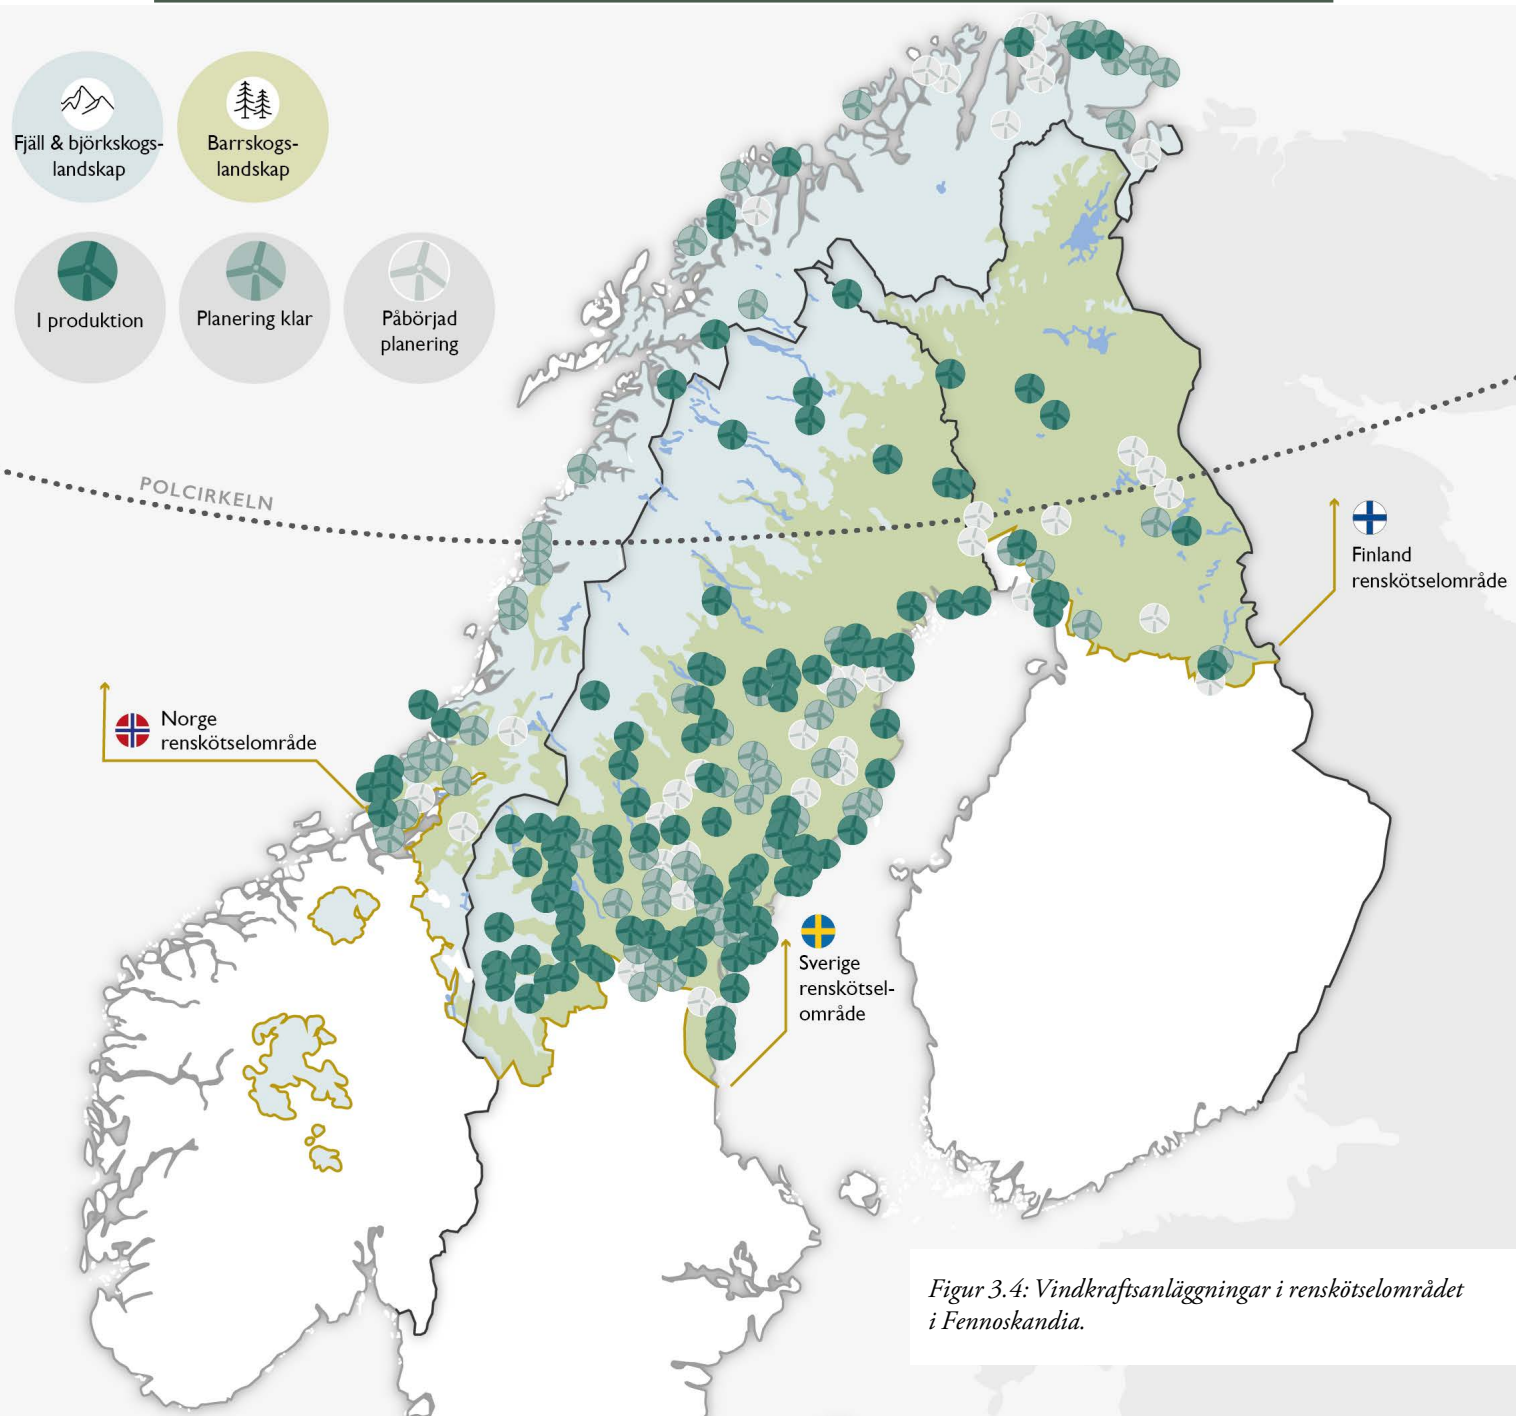 Fjäll & björkskogs-
landskap
Barrskogs-
landskap
I produktion
Planering klar
Påbörjad
planering
POLCIRKELN
Finland
renskötselområde
Norge
renskötselområde
Sverige
renskötsel-
område
Figur 3.4: Vindkraftsanläggningar i renskötselområdet
i Fennoskandia.